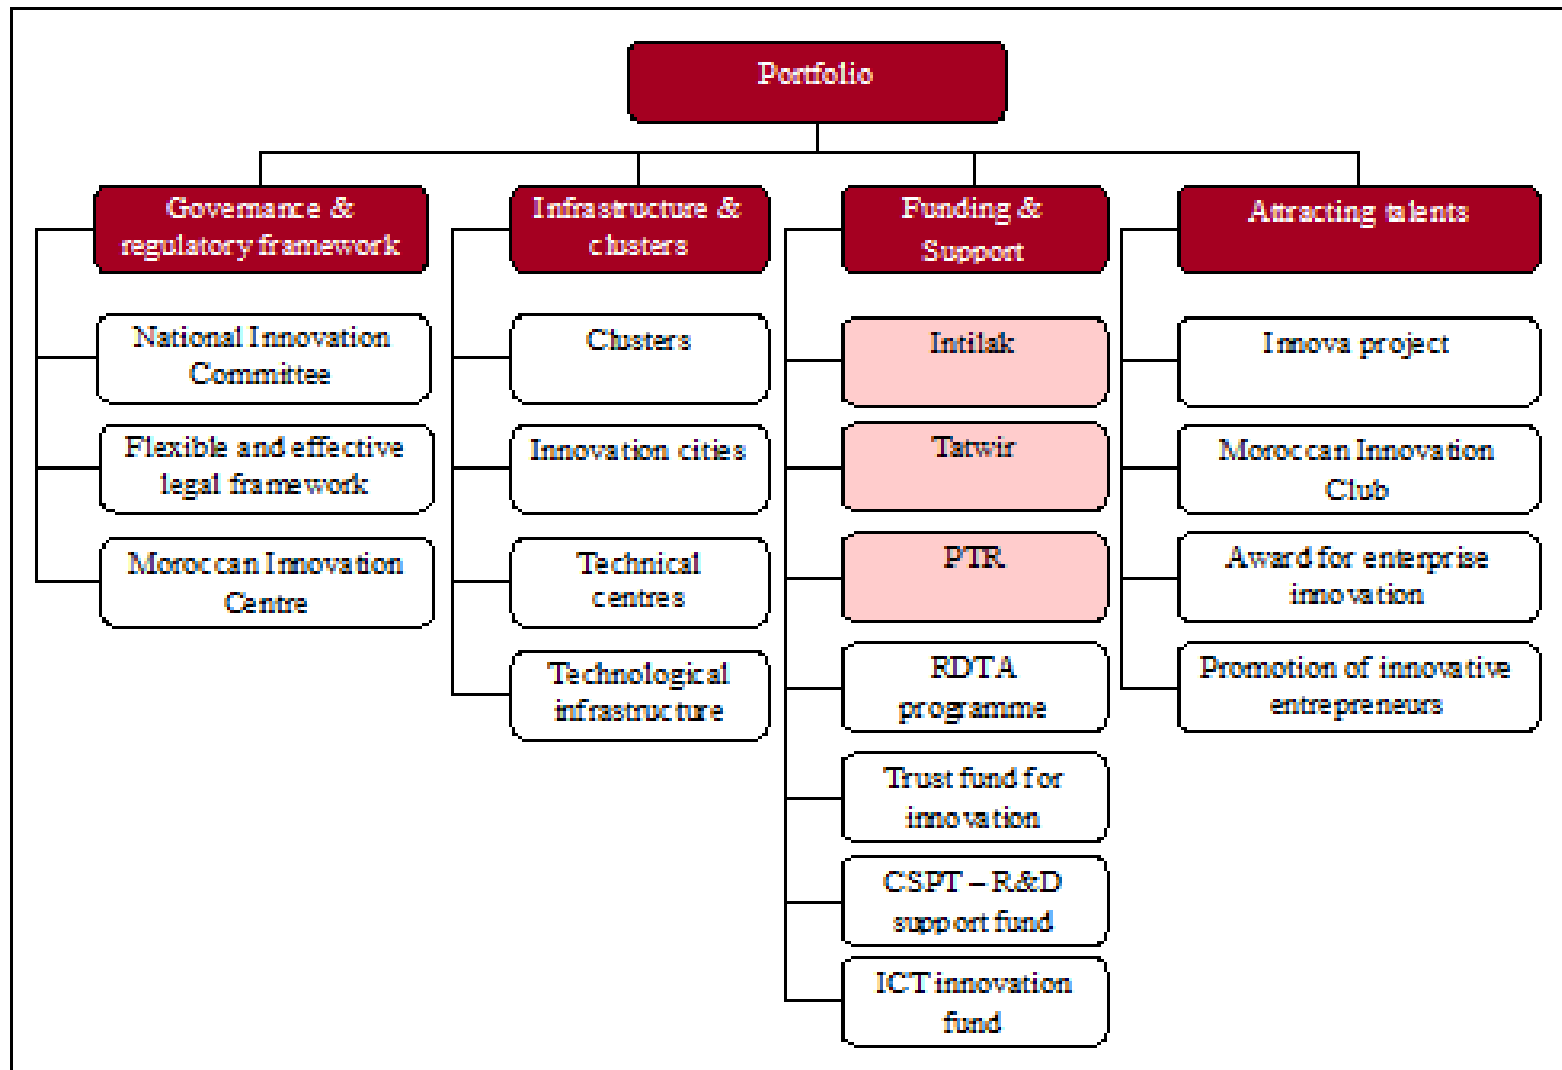 Portfolio
Governance &
regulatory framework
National Innovation
Committee
Flexible and effective
legal framework
Moroccan Innovation
Centre
Infrastructure &
clusters
Clusters
Innovation cities
Technical
centres
Technological
infrastructure
Funding &
Support
Intilak
Tatwir
PTR
RDTA
programme
Trust fund for
innovation
CSPT – R&D
support fund
ICT innovation
fund
Attracting talents
Innova project
Moroccan Innovation
Club
Award for enterprise
innovation
Promotion of innovative
entrepreneurs